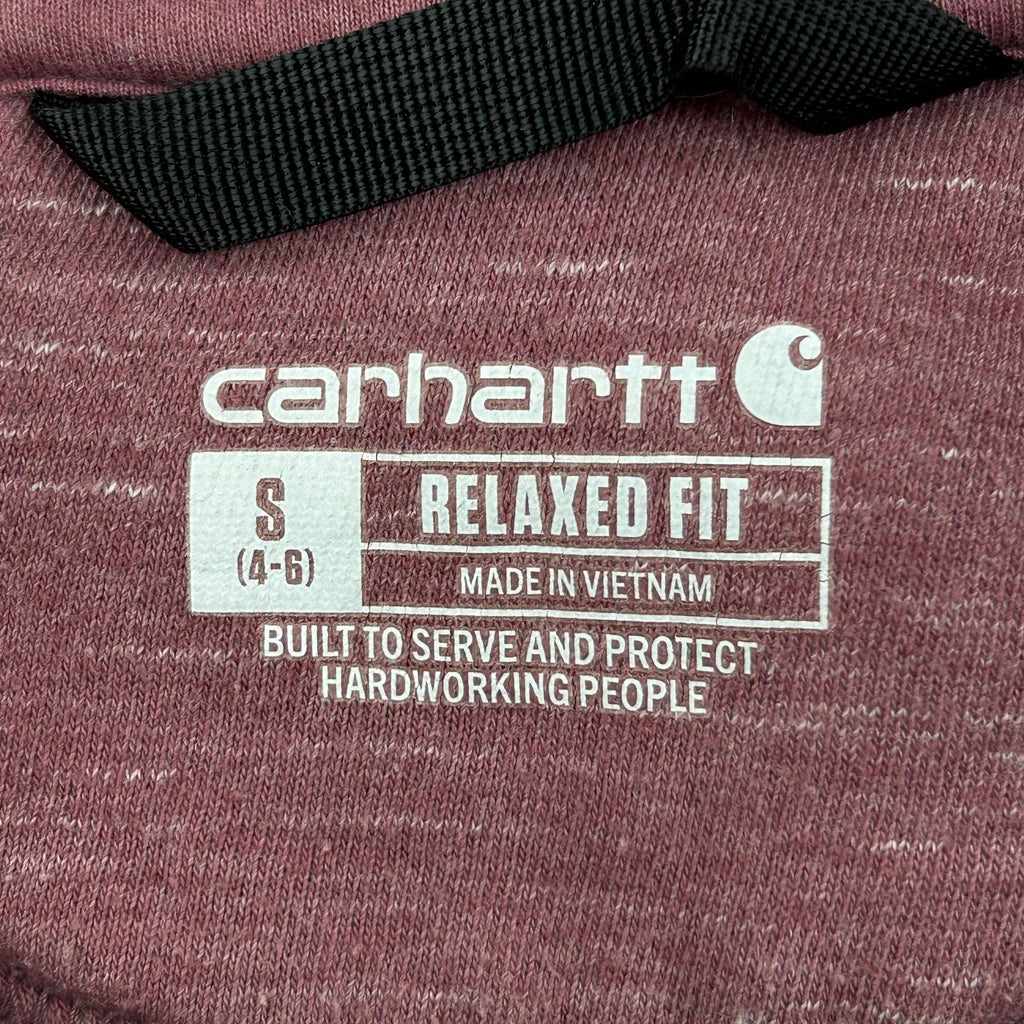 carhartt
S
(4-6)
RELAXED FIT
MADE IN VIETNAM
BUILT TO SERVE AND PROTECT
HARDWORKING PEOPLE